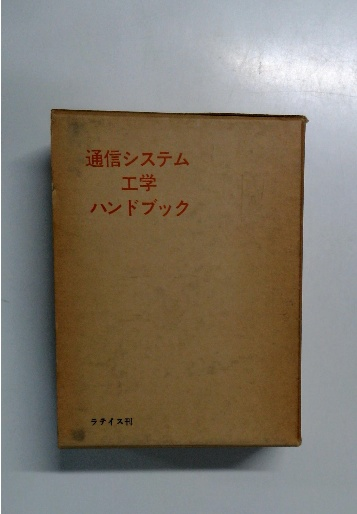 通信システム
工学
ハンドブック
ラテイス刊